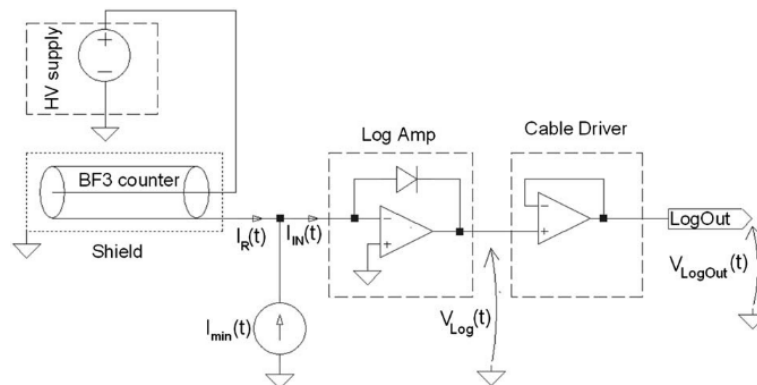 HV supply
+
−
BF3 counter
Shield
I_R(t)
I_IN(t)
I_min(t)
Log Amp
−
+
V_Log(t)
Cable Driver
−
+
LogOut
V_LogOut(t)